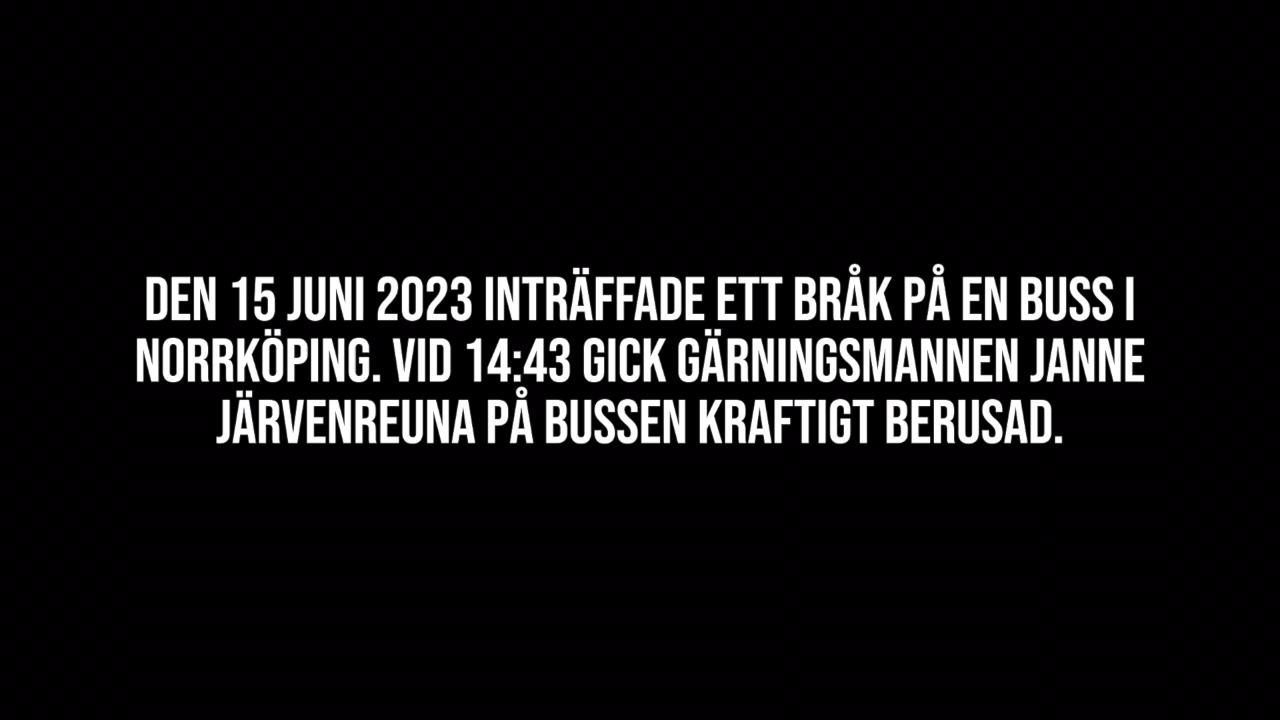 DEN 15 JUNI 2023 INTRÄFFADE ETT BRÅK PÅ EN BUSS I
NORRKÖPING. VID 14:43 GICK GÄRNINGSMANNEN JANNE
JÄRVENREUNA PÅ BUSSEN KRAFTIGT BERUSAD.